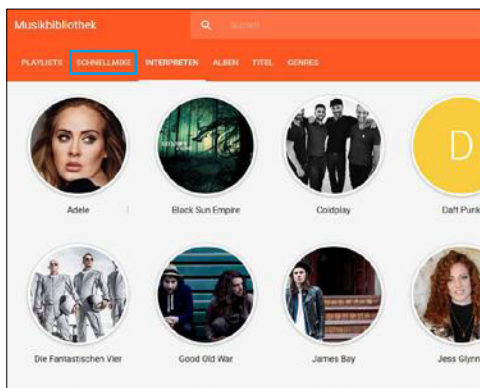 Musikbibliothek
Suchen
PLAYLISTS SCHNELLMIXE INTERPRETEN ALBEN TITEL GENRES
D
Adele Black Sun Empire Coldplay Daft Punk
Die Fantastischen Vier Good Old War James Bay Jess Glynn